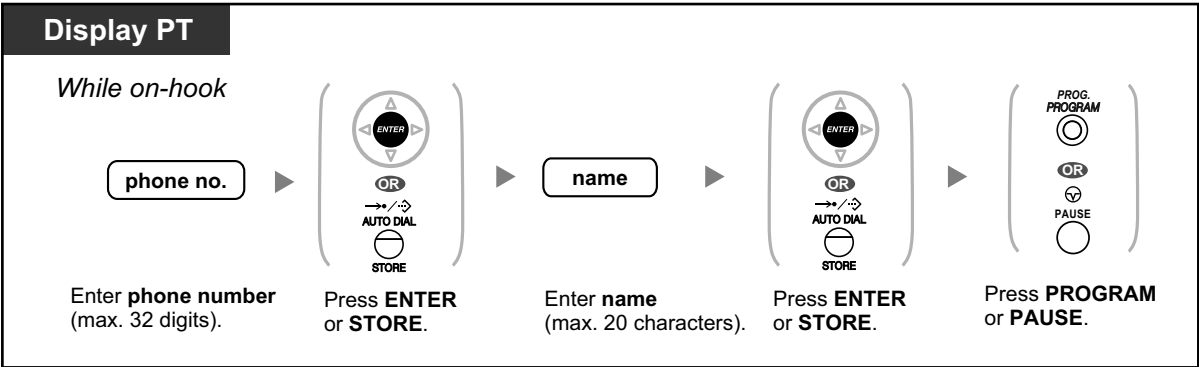 Display PT
While on-hook
phone no.
ENTER
OR
AUTO DIAL
STORE
name
ENTER
OR
AUTO DIAL
STORE
PROG.
PROGRAM
OR
PAUSE
Enter phone number
(max. 32 digits).
Press ENTER
or STORE.
Enter name
(max. 20 characters).
Press ENTER
or STORE.
Press PROGRAM
or PAUSE.